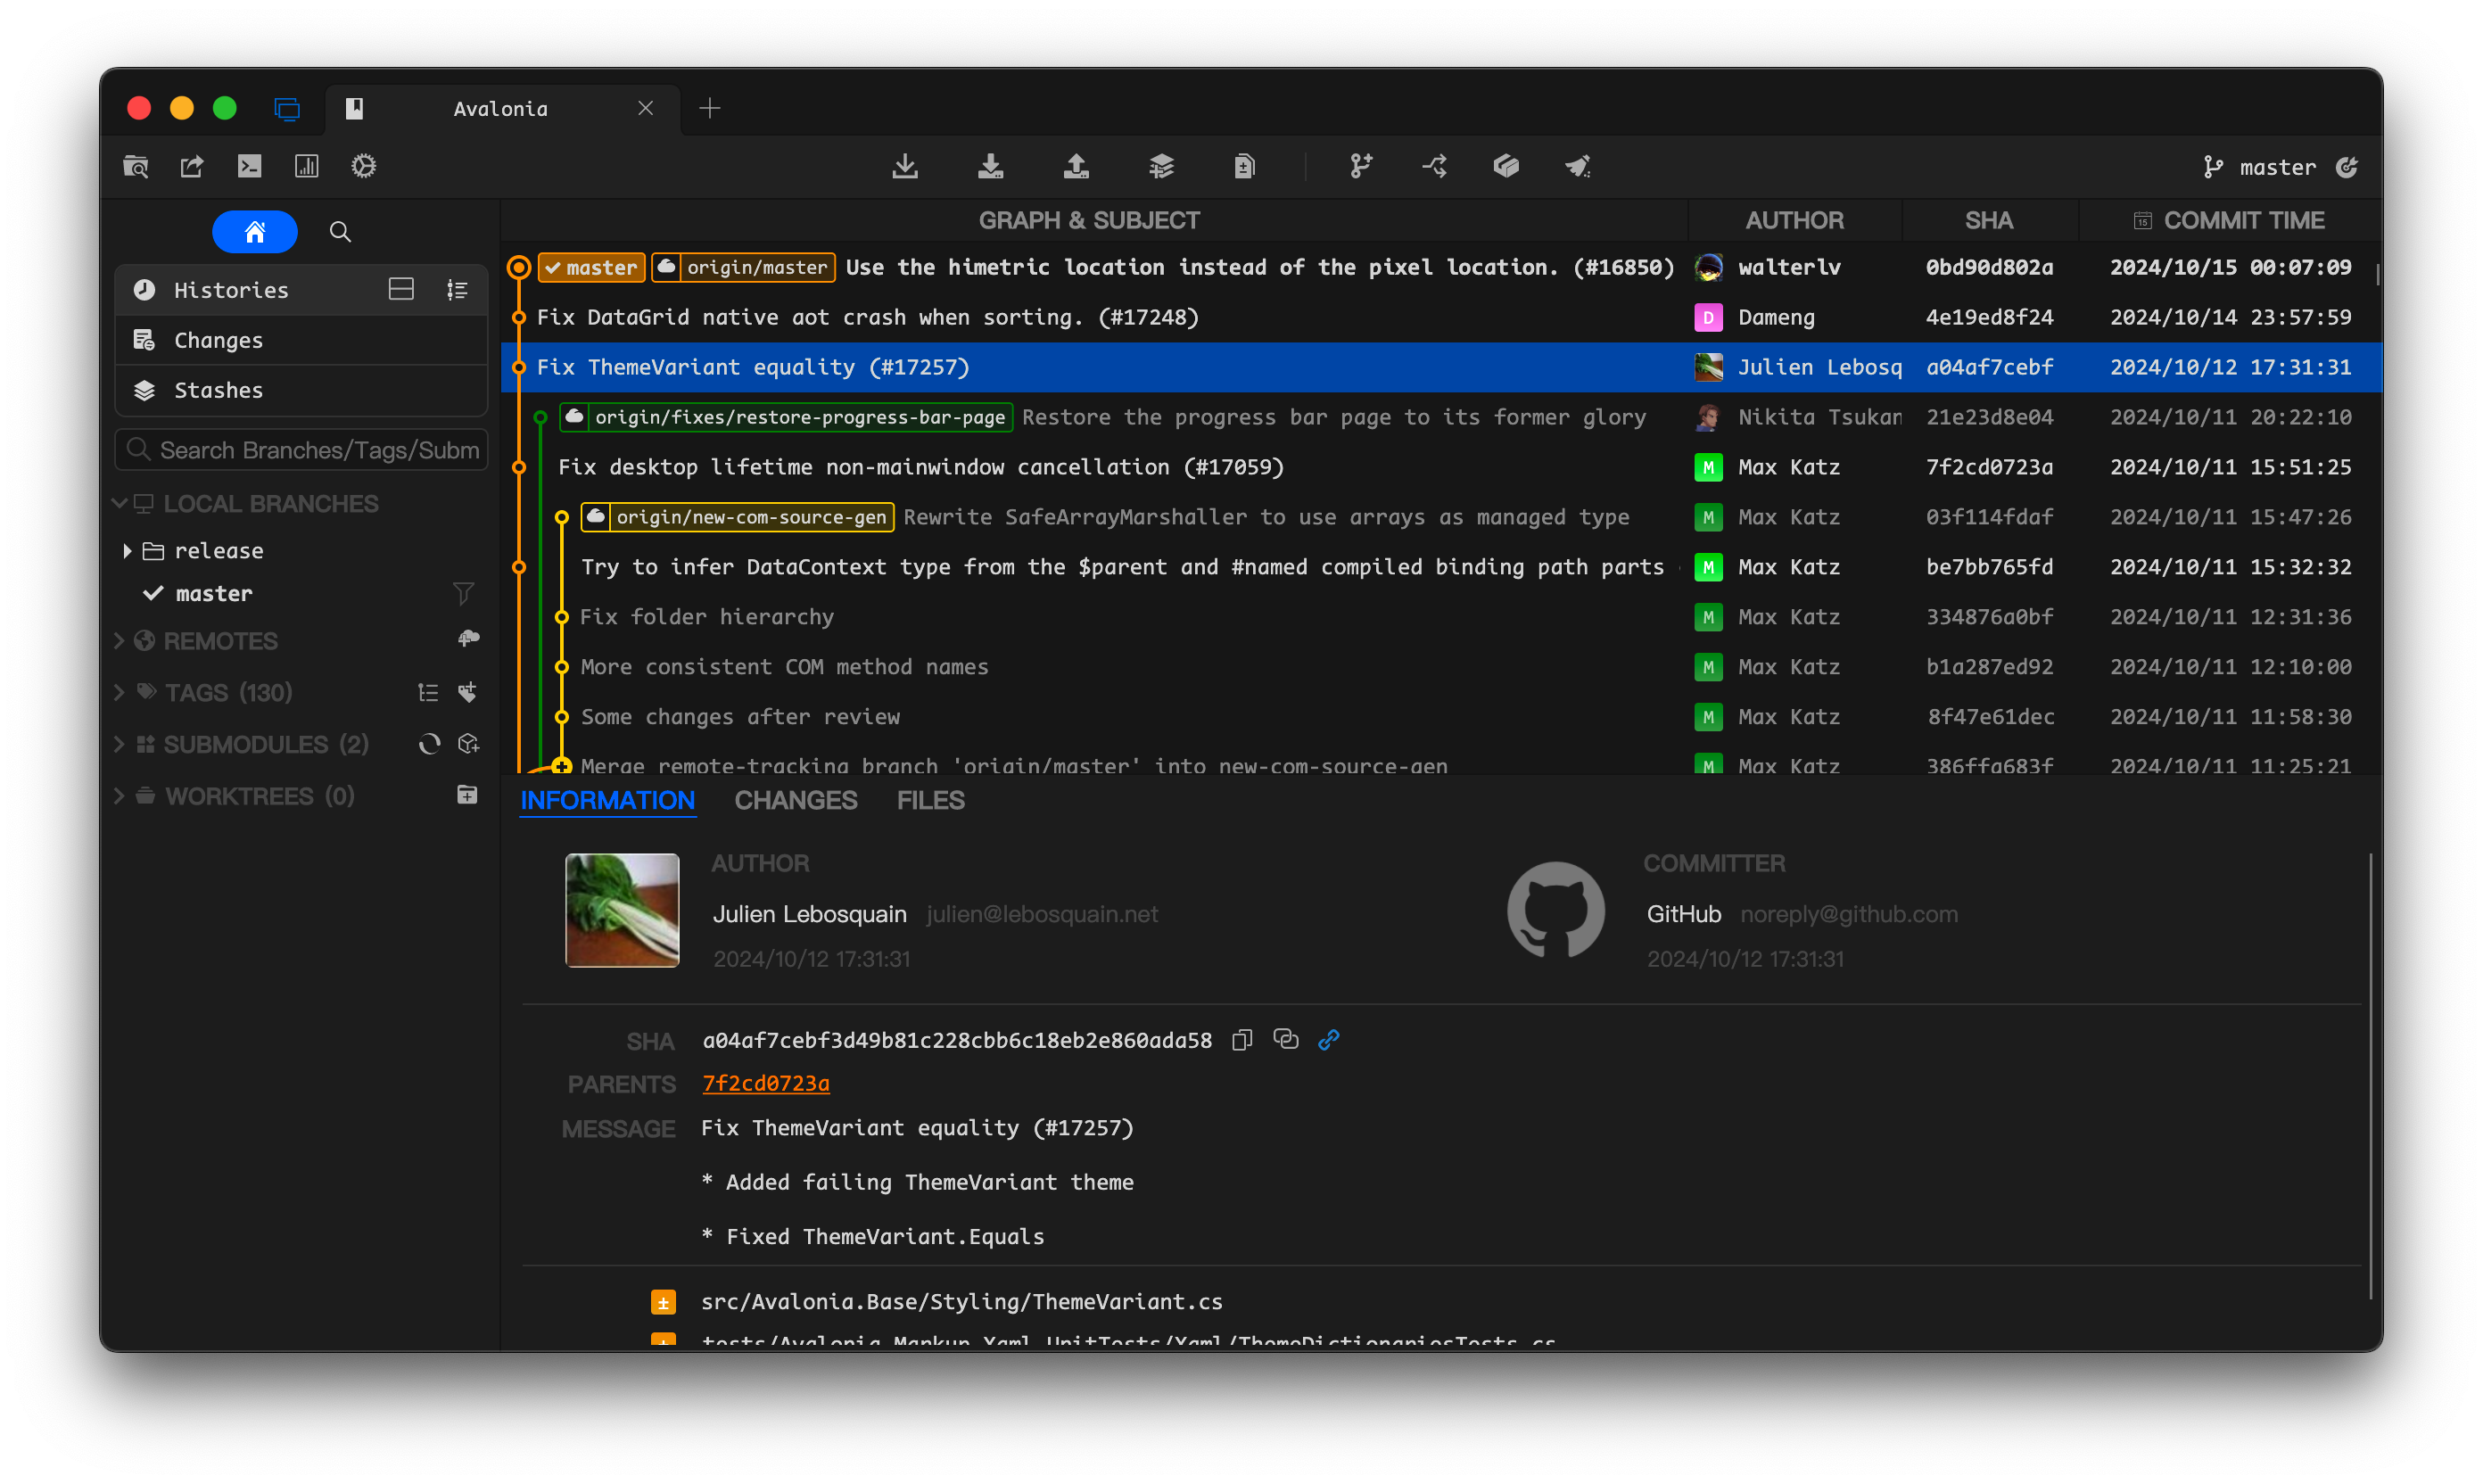 Avalonia
master
GRAPH & SUBJECT AUTHOR SHA COMMIT TIME
Histories
Changes
Stashes
Search Branches/Tags/Subm
LOCAL BRANCHES
release
master
REMOTES
TAGS (130)
SUBMODULES (2)
WORKTREES (0)
master origin/master Use the himetric location instead of the pixel location. (#16850) walterlv 0bd90d802a 2024/10/15 00:07:09
Fix DataGrid native aot crash when sorting. (#17248) D Dameng 4e19ed8f24 2024/10/14 23:57:59
Fix ThemeVariant equality (#17257) Julien Lebosq a04af7cebf 2024/10/12 17:31:31
origin/fixes/restore-progress-bar-page Restore the progress bar page to its former glory Nikita Tsukan 21e23d8e04 2024/10/11 20:22:10
Fix desktop lifetime non-mainwindow cancellation (#17059) M Max Katz 7f2cd0723a 2024/10/11 15:51:25
origin/new-com-source-gen Rewrite SafeArrayMarshaller to use arrays as managed type M Max Katz 03f114fdaf 2024/10/11 15:47:26
Try to infer DataContext type from the $parent and #named compiled binding path parts M Max Katz be7bb765fd 2024/10/11 15:32:32
Fix folder hierarchy M Max Katz 334876a0bf 2024/10/11 12:31:36
More consistent COM method names M Max Katz b1a287ed92 2024/10/11 12:10:00
Some changes after review M Max Katz 8f47e61dec 2024/10/11 11:58:30
Merge remote-tracking branch 'origin/master' into new-com-source-gen M Max Katz 386ffa683f 2024/10/11 11:25:21
INFORMATION CHANGES FILES
AUTHOR
Julien Lebosquain julien@lebosquain.net
2024/10/12 17:31:31
COMMITTER
GitHub noreply@github.com
2024/10/12 17:31:31
SHA a04af7cebf3d49b81c228cbb6c18eb2e860ada58
PARENTS 7f2cd0723a
MESSAGE Fix ThemeVariant equality (#17257)
* Added failing ThemeVariant theme
* Fixed ThemeVariant.Equals
src/Avalonia.Base/Styling/ThemeVariant.cs
tests/Avalonia.Markup.Xaml.UnitTests/Xaml/ThemeDictionariesTests.cs